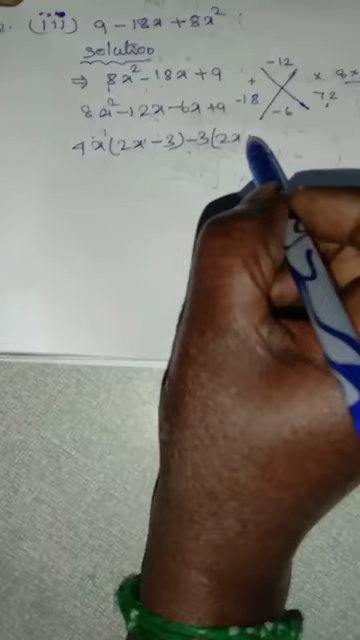 (iii) 9 - 18x + 8x² :
solution
⇒ 8x² - 18x + 9
8x² - 12x - 6x + 9
4x(2x - 3) - 3(2x
-12
+ ×
-18 72
-6